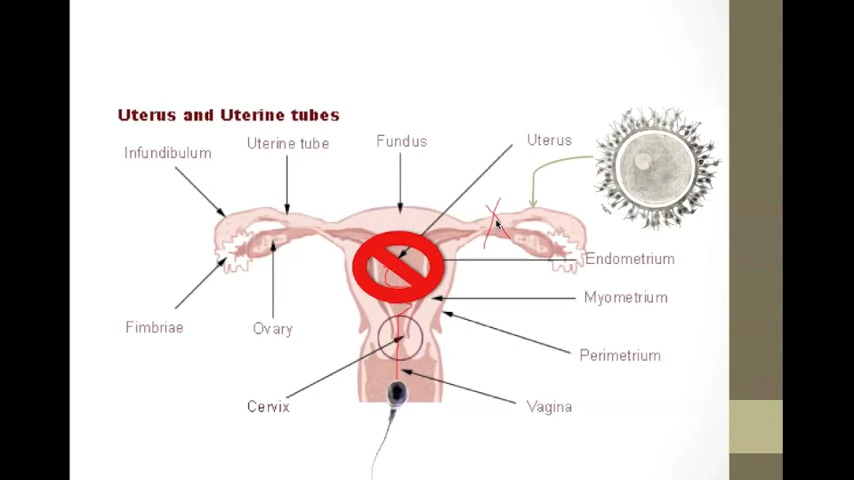 Uterus and Uterine tubes
Infundibulum
Uterine tube
Fundus
Uterus
Endometrium
Myometrium
Fimbriae
Ovary
Perimetrium
Cervix
Vagina